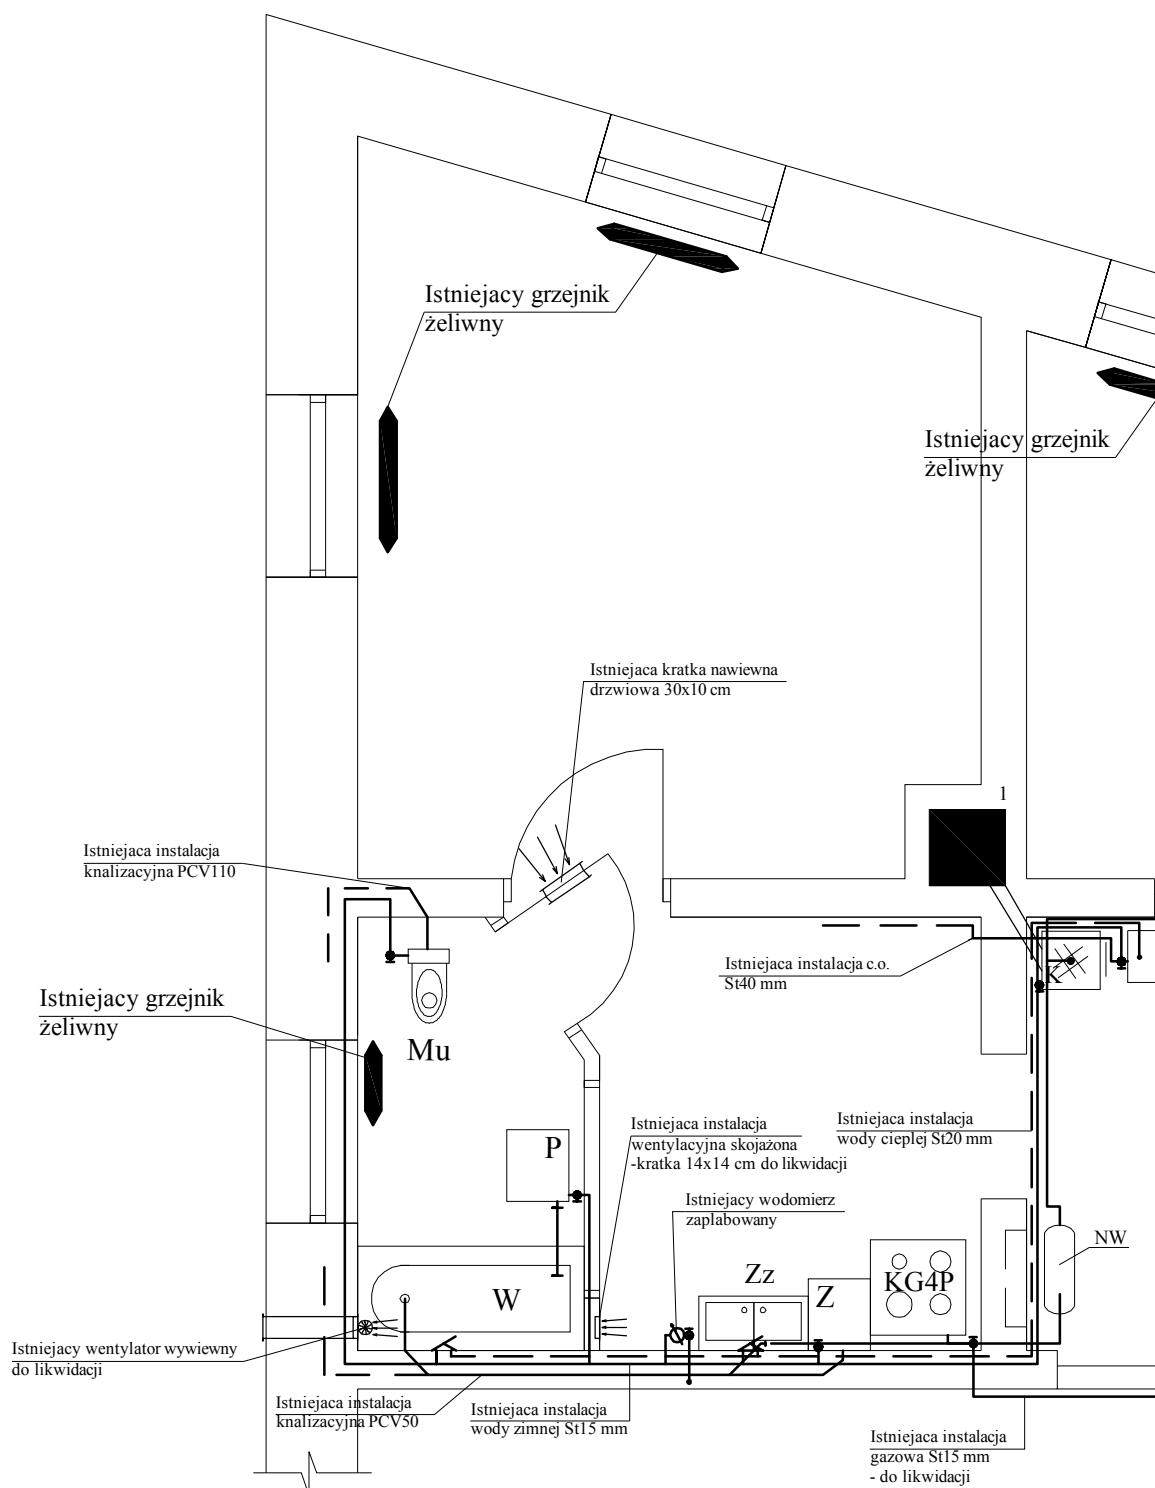 Istniejacy grzejnik
żeliwny
Istniejacy grzejnik
żeliwny
Istniejaca kratka nawiewna
drzwiowa 30x10 cm
1
Istniejaca instalacja
knalizacyjna PCV110
Istniejaca instalacja c.o.
St40 mm
K
Istniejacy grzejnik
żeliwny
Mu
Istniejaca instalacja
wentylacyjna skojażona
-kratka 14x14 cm do likwidacji
Istniejaca instalacja
wody cieplej St20 mm
P
Istniejacy wodomierz
zaplabowany
NW
Zz
Z
KG4P
W
Istniejacy wentylator wywiewny
do likwidacji
Istniejaca instalacja
knalizacyjna PCV50
Istniejaca instalacja
wody zimnej St15 mm
Istniejaca instalacja
gazowa St15 mm
- do likwidacji